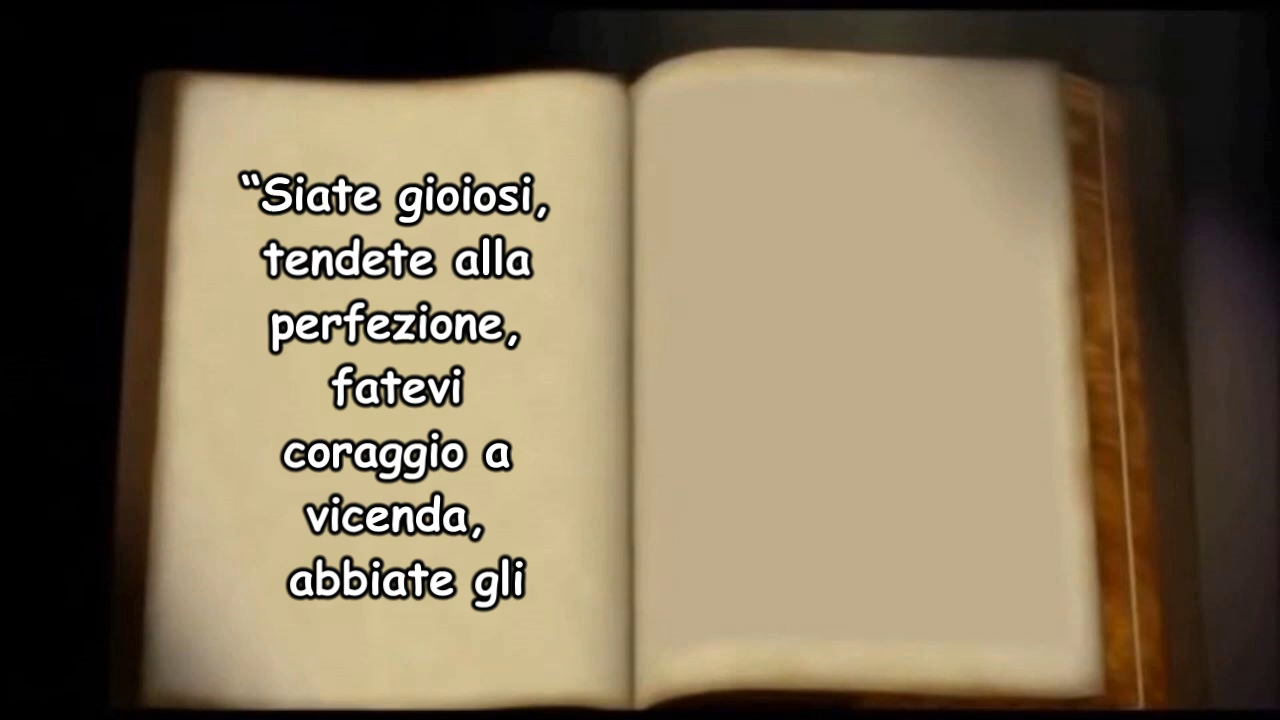 “Siate gioiosi,
tendete alla
perfezione,
fatevi
coraggio a
vicenda,
abbiate gli